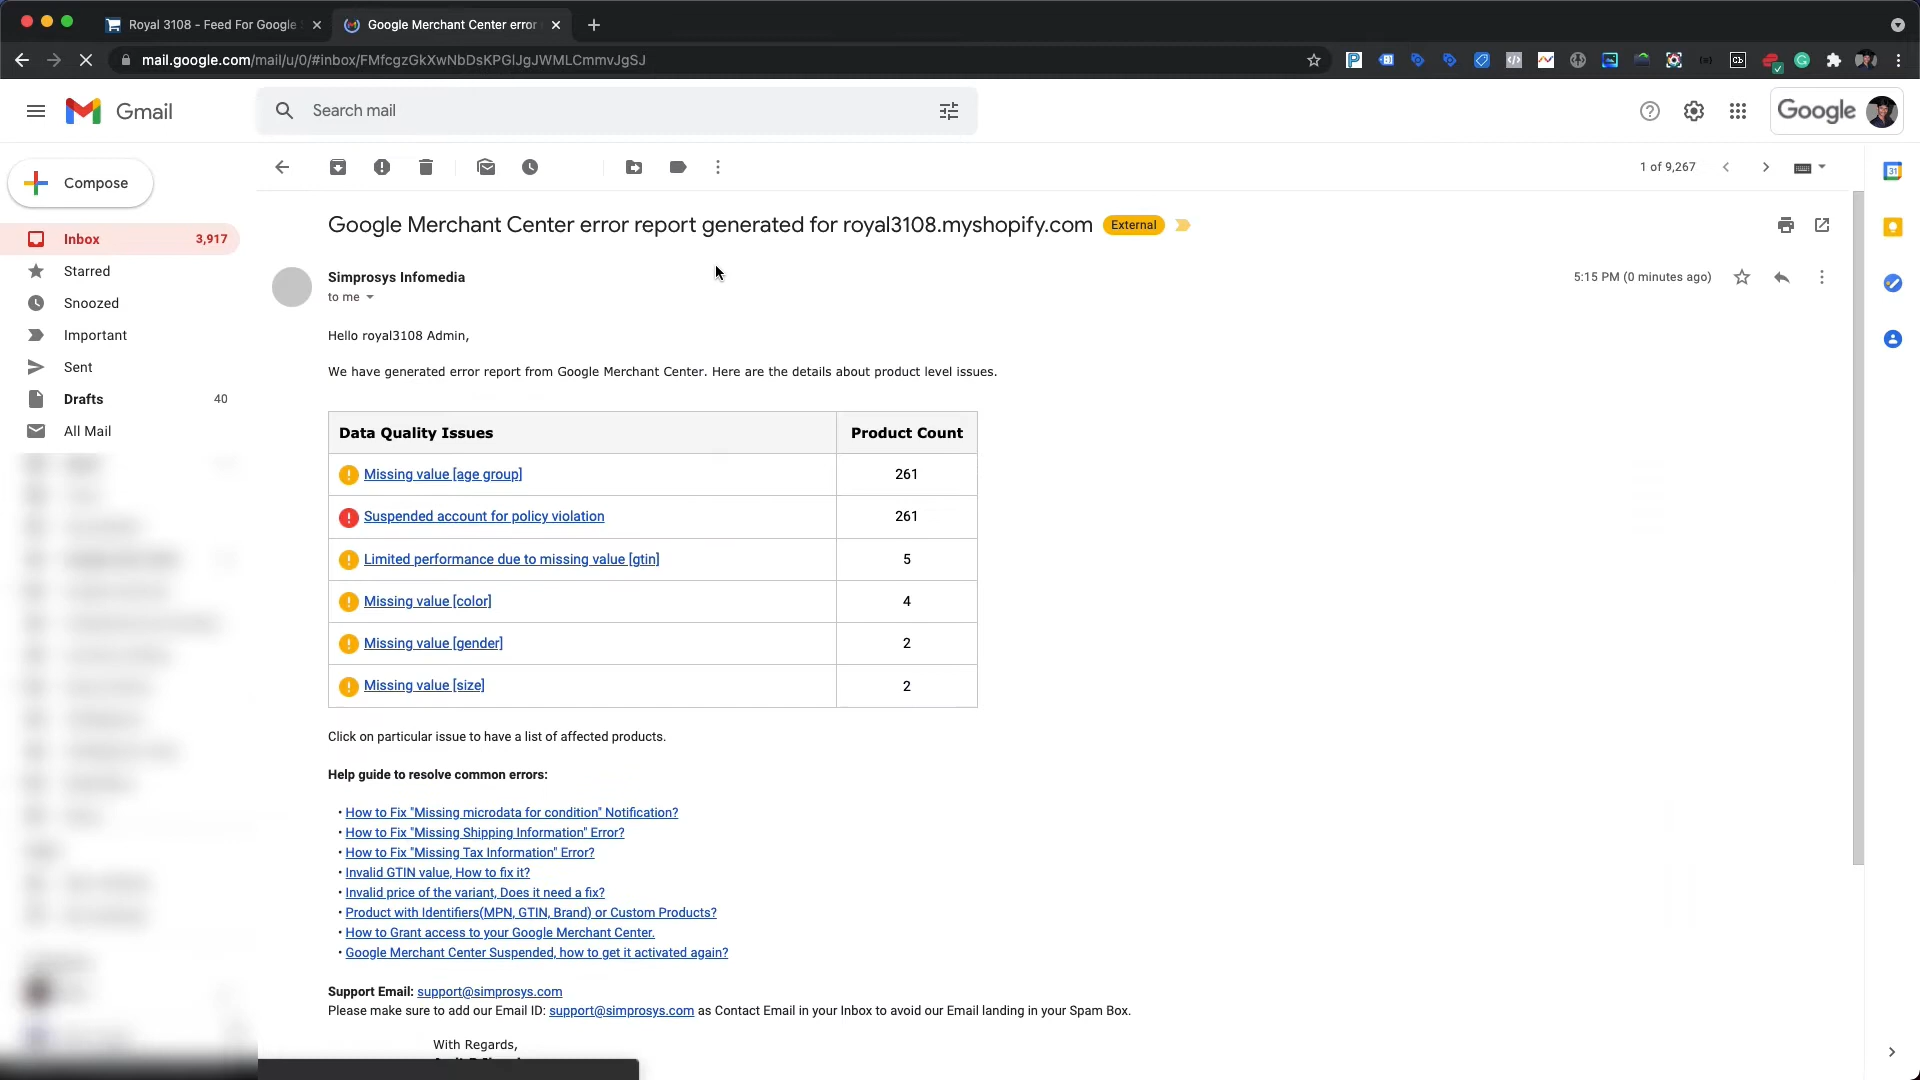 Royal 3108 - Feed For Google
Google Merchant Center error
mail.google.com/mail/u/0/#inbox/FMfcgzGkXwNbDsKPGlJgJWMLCmmvJgSJ
Gmail
Search mail
Google
Compose
1 of 9,267
Inbox 3,917
Starred
Snoozed
Important
Sent
Drafts 40
All Mail
Google Merchant Center error report generated for royal3108.myshopify.com External
Simprosys Infomedia
5:15 PM (0 minutes ago)
to me
Hello royal3108 Admin,
We have generated error report from Google Merchant Center. Here are the details about product level issues.
Data Quality Issues Product Count
Missing value [age group] 261
Suspended account for policy violation 261
Limited performance due to missing value [gtin] 5
Missing value [color] 4
Missing value [gender] 2
Missing value [size] 2
Click on particular issue to have a list of affected products.
Help guide to resolve common errors:
• How to Fix "Missing microdata for condition" Notification?
• How to Fix "Missing Shipping Information" Error?
• How to Fix "Missing Tax Information" Error?
• Invalid GTIN value, How to fix it?
• Invalid price of the variant, Does it need a fix?
• Product with Identifiers(MPN, GTIN, Brand) or Custom Products?
• How to Grant access to your Google Merchant Center.
• Google Merchant Center Suspended, how to get it activated again?
Support Email: support@simprosys.com
Please make sure to add our Email ID: support@simprosys.com as Contact Email in your Inbox to avoid our Email landing in your Spam Box.
With Regards,